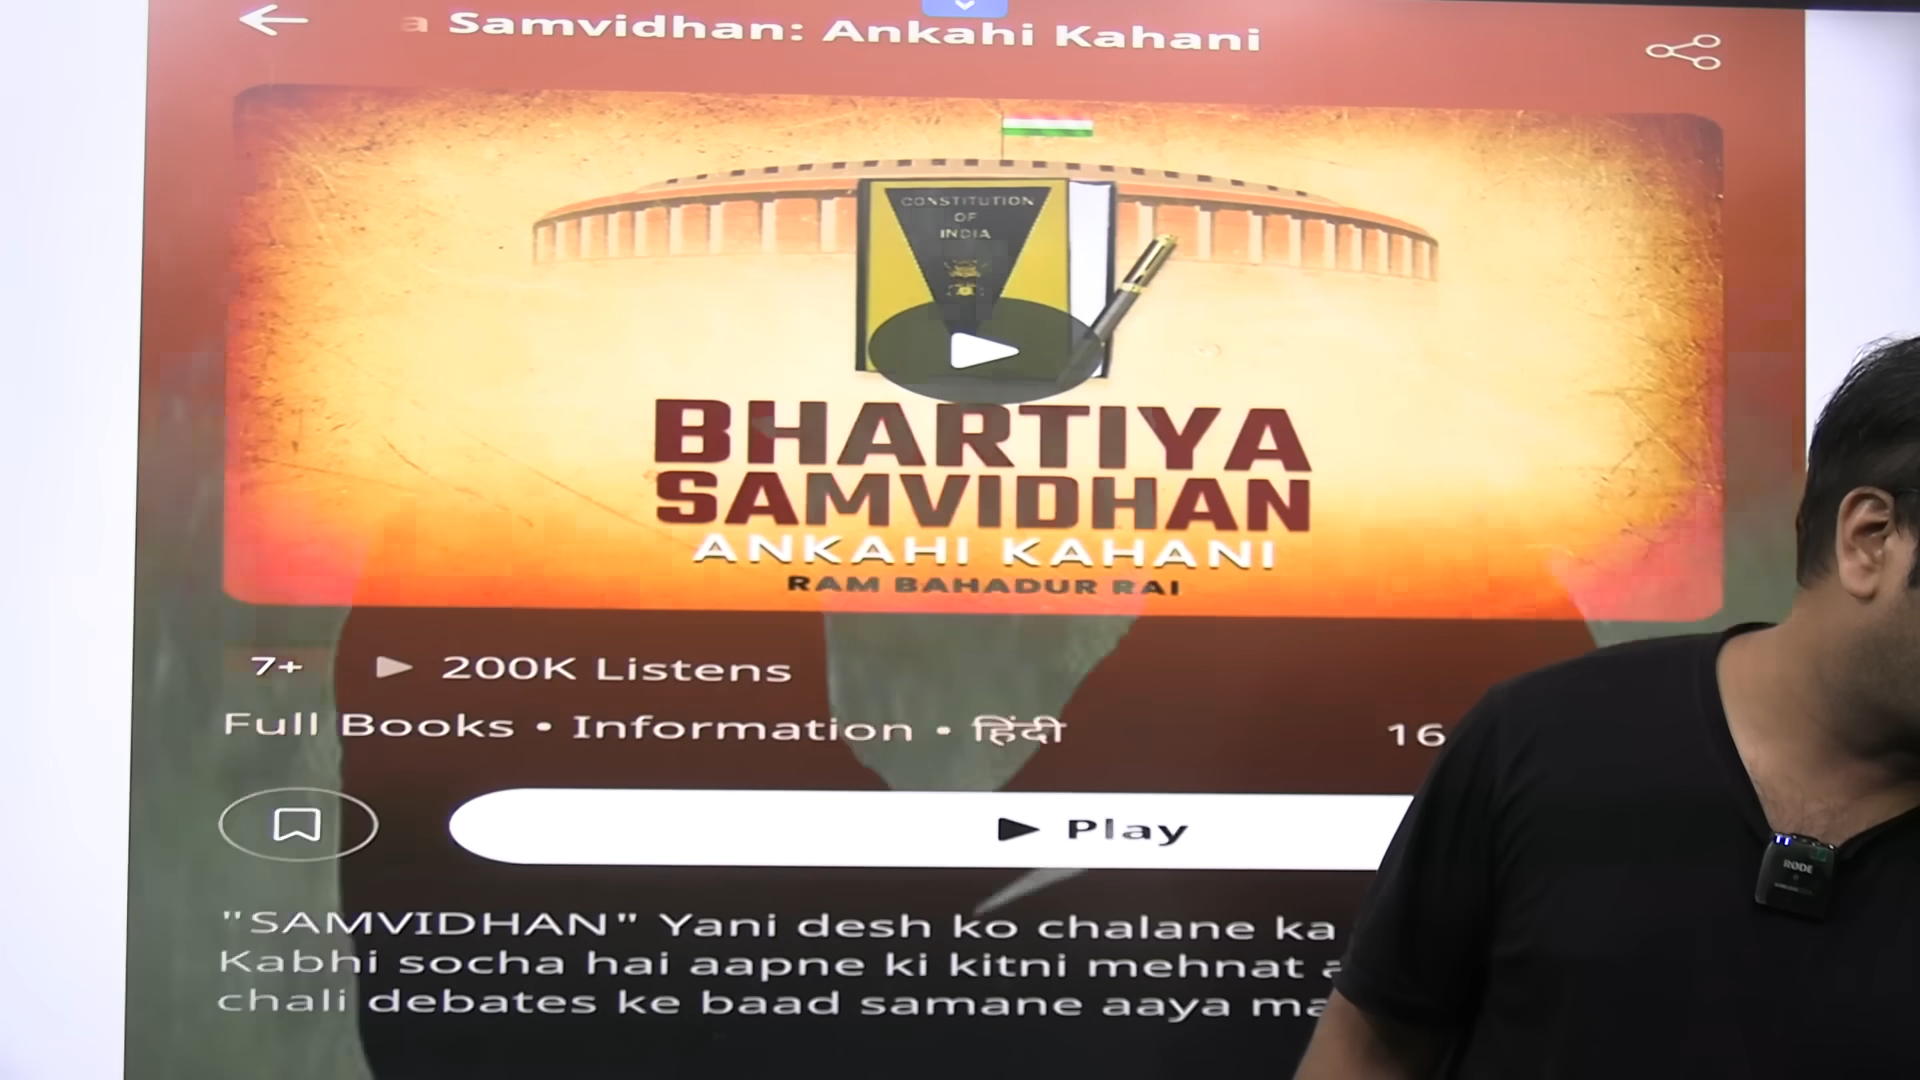 a Samvidhan: Ankahi Kahani
CONSTITUTION
OF
INDIA
BHARTIYA
SAMVIDHAN
ANKAHI KAHANI
RAM BAHADUR RAI
7+ 200K Listens
Full Books • Information • हिंदी 16
Play
"SAMVIDHAN" Yani desh ko chalane ka
Kabhi socha hai aapne ki kitni mehnat a
chali debates ke baad samane aaya ma
RØDE